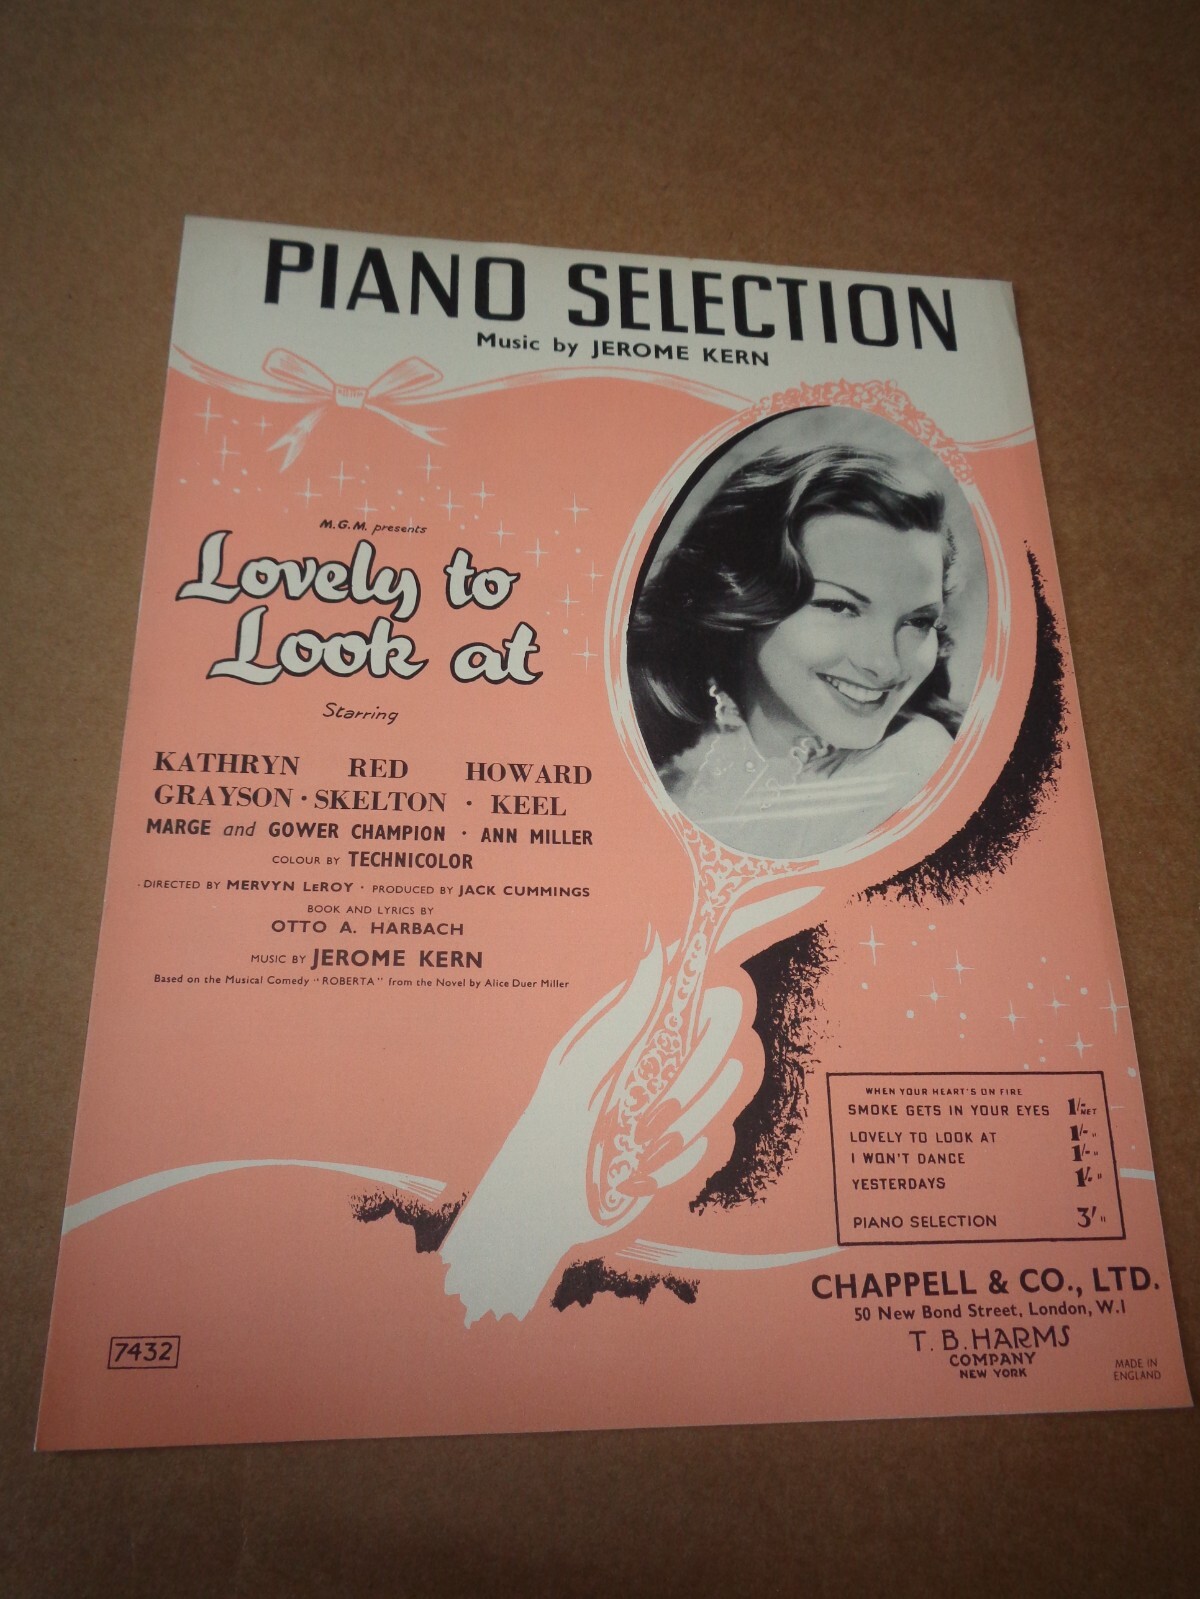 PIANO SELECTION
Music by JEROME KERN
M.G.M. presents
Lovely to
Look at
Starring
KATHRYN RED HOWARD
GRAYSON · SKELTON · KEEL
MARGE and GOWER CHAMPION · ANN MILLER
COLOUR BY TECHNICOLOR
DIRECTED BY MERVYN LeROY · PRODUCED BY JACK CUMMINGS
BOOK AND LYRICS BY
OTTO A. HARBACH
MUSIC BY JEROME KERN
Based on the Musical Comedy "ROBERTA" from the Novel by Alice Duer Miller
WHEN YOUR HEART'S ON FIRE
SMOKE GETS IN YOUR EYES 1/- NET
LOVELY TO LOOK AT 1/- "
I WON'T DANCE 1/- "
YESTERDAYS 1/- "
PIANO SELECTION 3/ "
CHAPPELL & CO., LTD.
50 New Bond Street, London, W.1
T. B. HARMS
COMPANY
NEW YORK
MADE IN
ENGLAND
7432